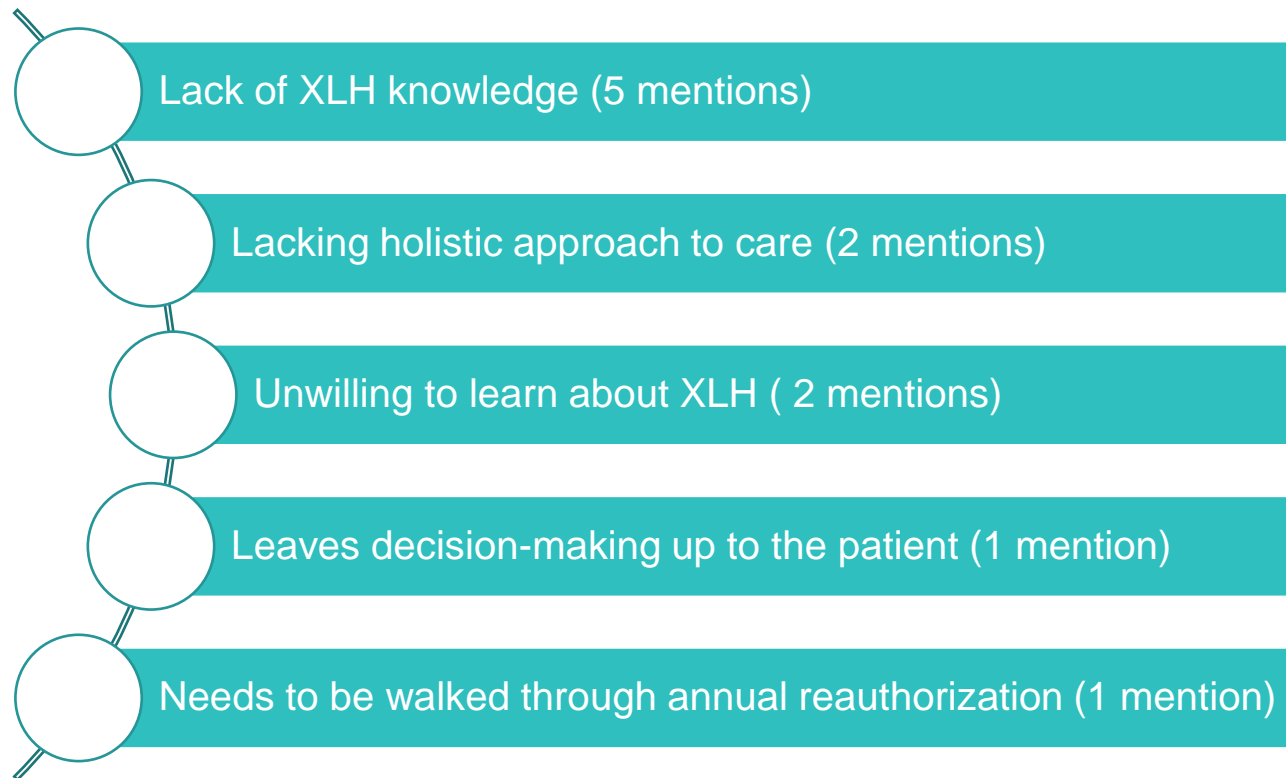 Lack of XLH knowledge (5 mentions)
Lacking holistic approach to care (2 mentions)
Unwilling to learn about XLH ( 2 mentions)
Leaves decision-making up to the patient (1 mention)
Needs to be walked through annual reauthorization (1 mention)